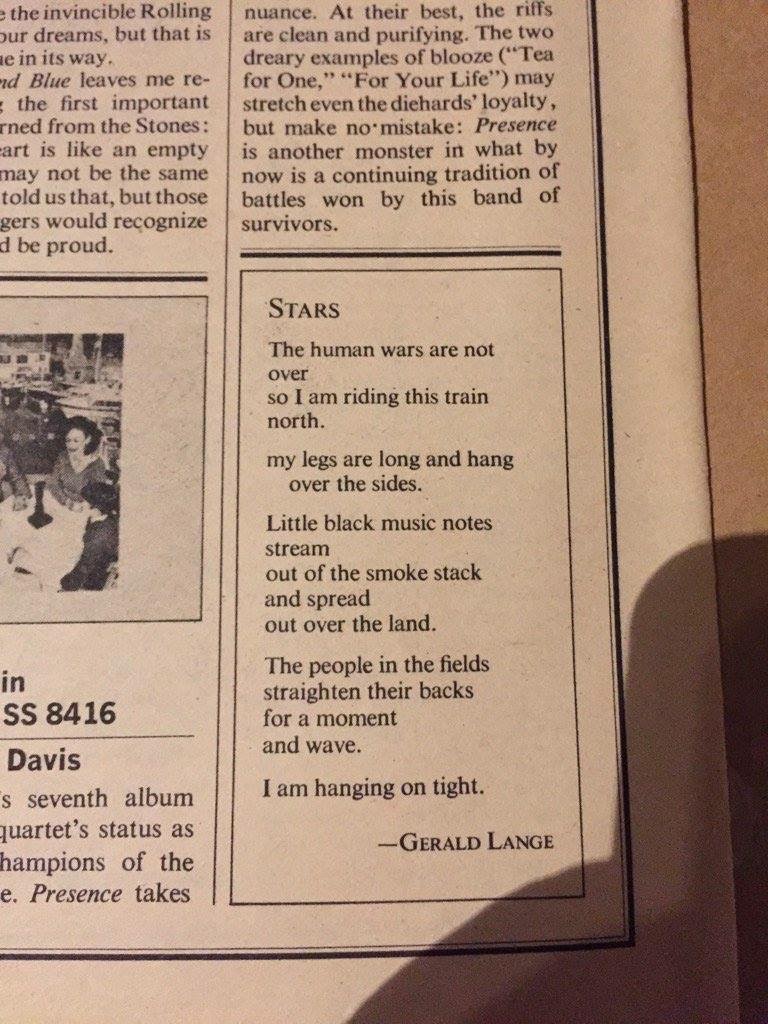 e the invincible Rolling
our dreams, but that is
ue in its way.
nd Blue leaves me re-
g the first important
rned from the Stones:
eart is like an empty
may not be the same
told us that, but those
gers would recognize
d be proud.
in
SS 8416
Davis
's seventh album
quartet's status as
hampions of the
e. Presence takes
nuance. At their best, the riffs
are clean and purifying. The two
dreary examples of blooze (“Tea
for One,” “For Your Life”) may
stretch even the diehards’ loyalty,
but make no mistake: Presence
is another monster in what by
now is a continuing tradition of
battles won by this band of
survivors.
STARS
The human wars are not
over
so I am riding this train
north.
my legs are long and hang
over the sides.
Little black music notes
stream
out of the smoke stack
and spread
out over the land.
The people in the fields
straighten their backs
for a moment
and wave.
I am hanging on tight.
—GERALD LANGE